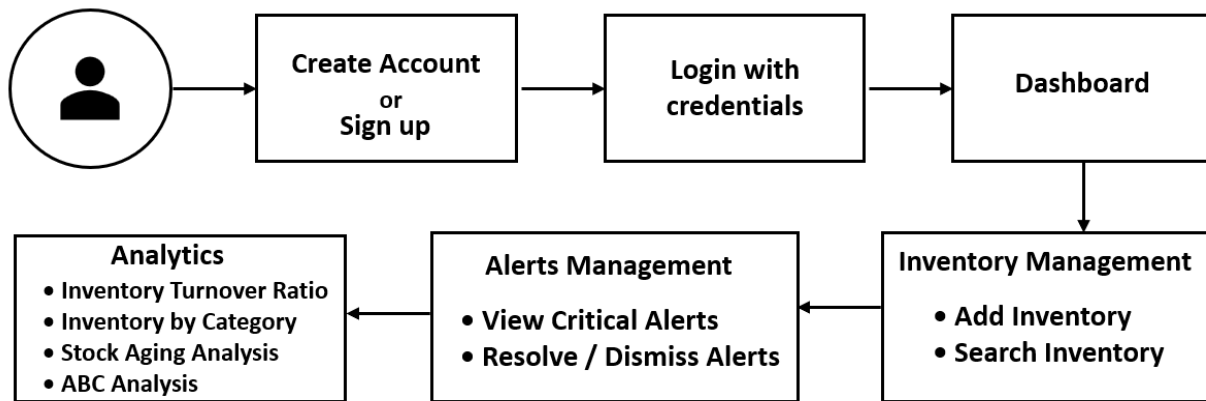 Create Account
or
Sign up
Login with
credentials
Dashboard
Inventory Management
• Add Inventory
• Search Inventory
Alerts Management
• View Critical Alerts
• Resolve / Dismiss Alerts
Analytics
• Inventory Turnover Ratio
• Inventory by Category
• Stock Aging Analysis
• ABC Analysis